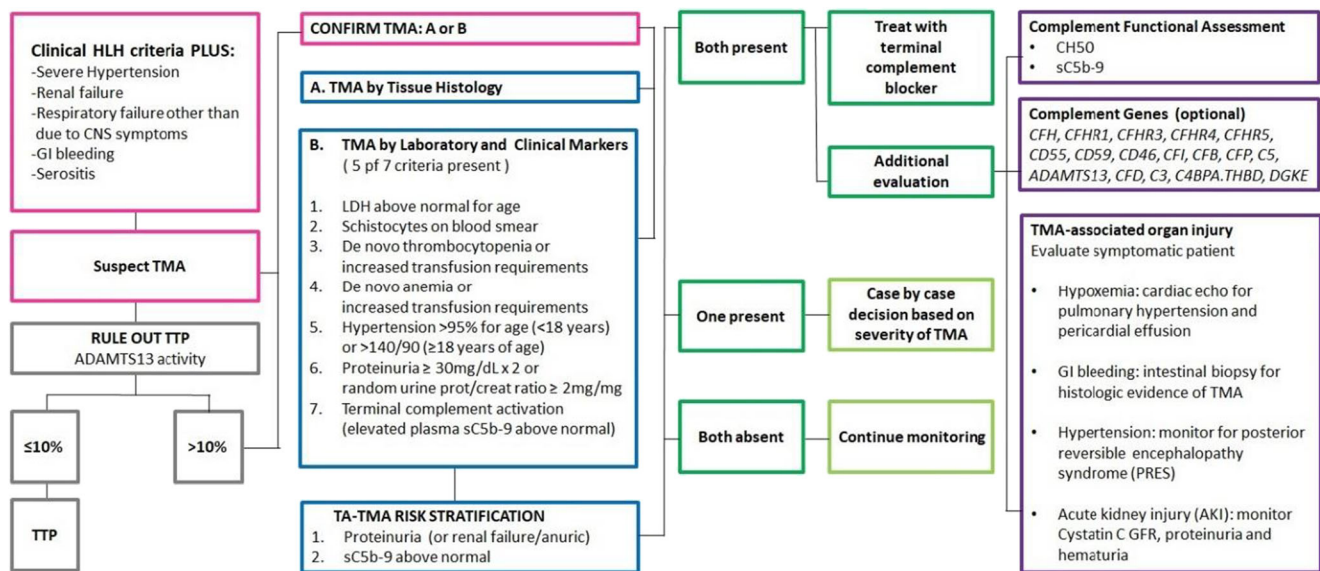 Clinical HLH criteria PLUS:
-Severe Hypertension
-Renal failure
-Respiratory failure other than
due to CNS symptoms
-GI bleeding
-Serositis
Suspect TMA
RULE OUT TTP
ADAMTS13 activity
≤10%
>10%
TTP
CONFIRM TMA: A or B
A. TMA by Tissue Histology
B. TMA by Laboratory and Clinical Markers
( 5 pf 7 criteria present )
1. LDH above normal for age
2. Schistocytes on blood smear
3. De novo thrombocytopenia or
increased transfusion requirements
4. De novo anemia or
increased transfusion requirements
5. Hypertension >95% for age (<18 years)
or >140/90 (≥18 years of age)
6. Proteinuria ≥ 30mg/dL x 2 or
random urine prot/creat ratio ≥ 2mg/mg
7. Terminal complement activation
(elevated plasma sC5b-9 above normal)
TA-TMA RISK STRATIFICATION
1. Proteinuria (or renal failure/anuric)
2. sC5b-9 above normal
Both present
One present
Both absent
Treat with
terminal
complement
blocker
Additional
evaluation
Case by case
decision based on
severity of TMA
Continue monitoring
Complement Functional Assessment
• CH50
• sC5b-9
Complement Genes (optional)
CFH, CFHR1, CFHR3, CFHR4, CFHR5,
CD55, CD59, CD46, CFI, CFB, CFP, C5,
ADAMTS13, CFD, C3, C4BPA.THBD, DGKE
TMA-associated organ injury
Evaluate symptomatic patient
• Hypoxemia: cardiac echo for
pulmonary hypertension and
pericardial effusion
• GI bleeding: intestinal biopsy for
histologic evidence of TMA
• Hypertension: monitor for posterior
reversible encephalopathy
syndrome (PRES)
• Acute kidney injury (AKI): monitor
Cystatin C GFR, proteinuria and
hematuria